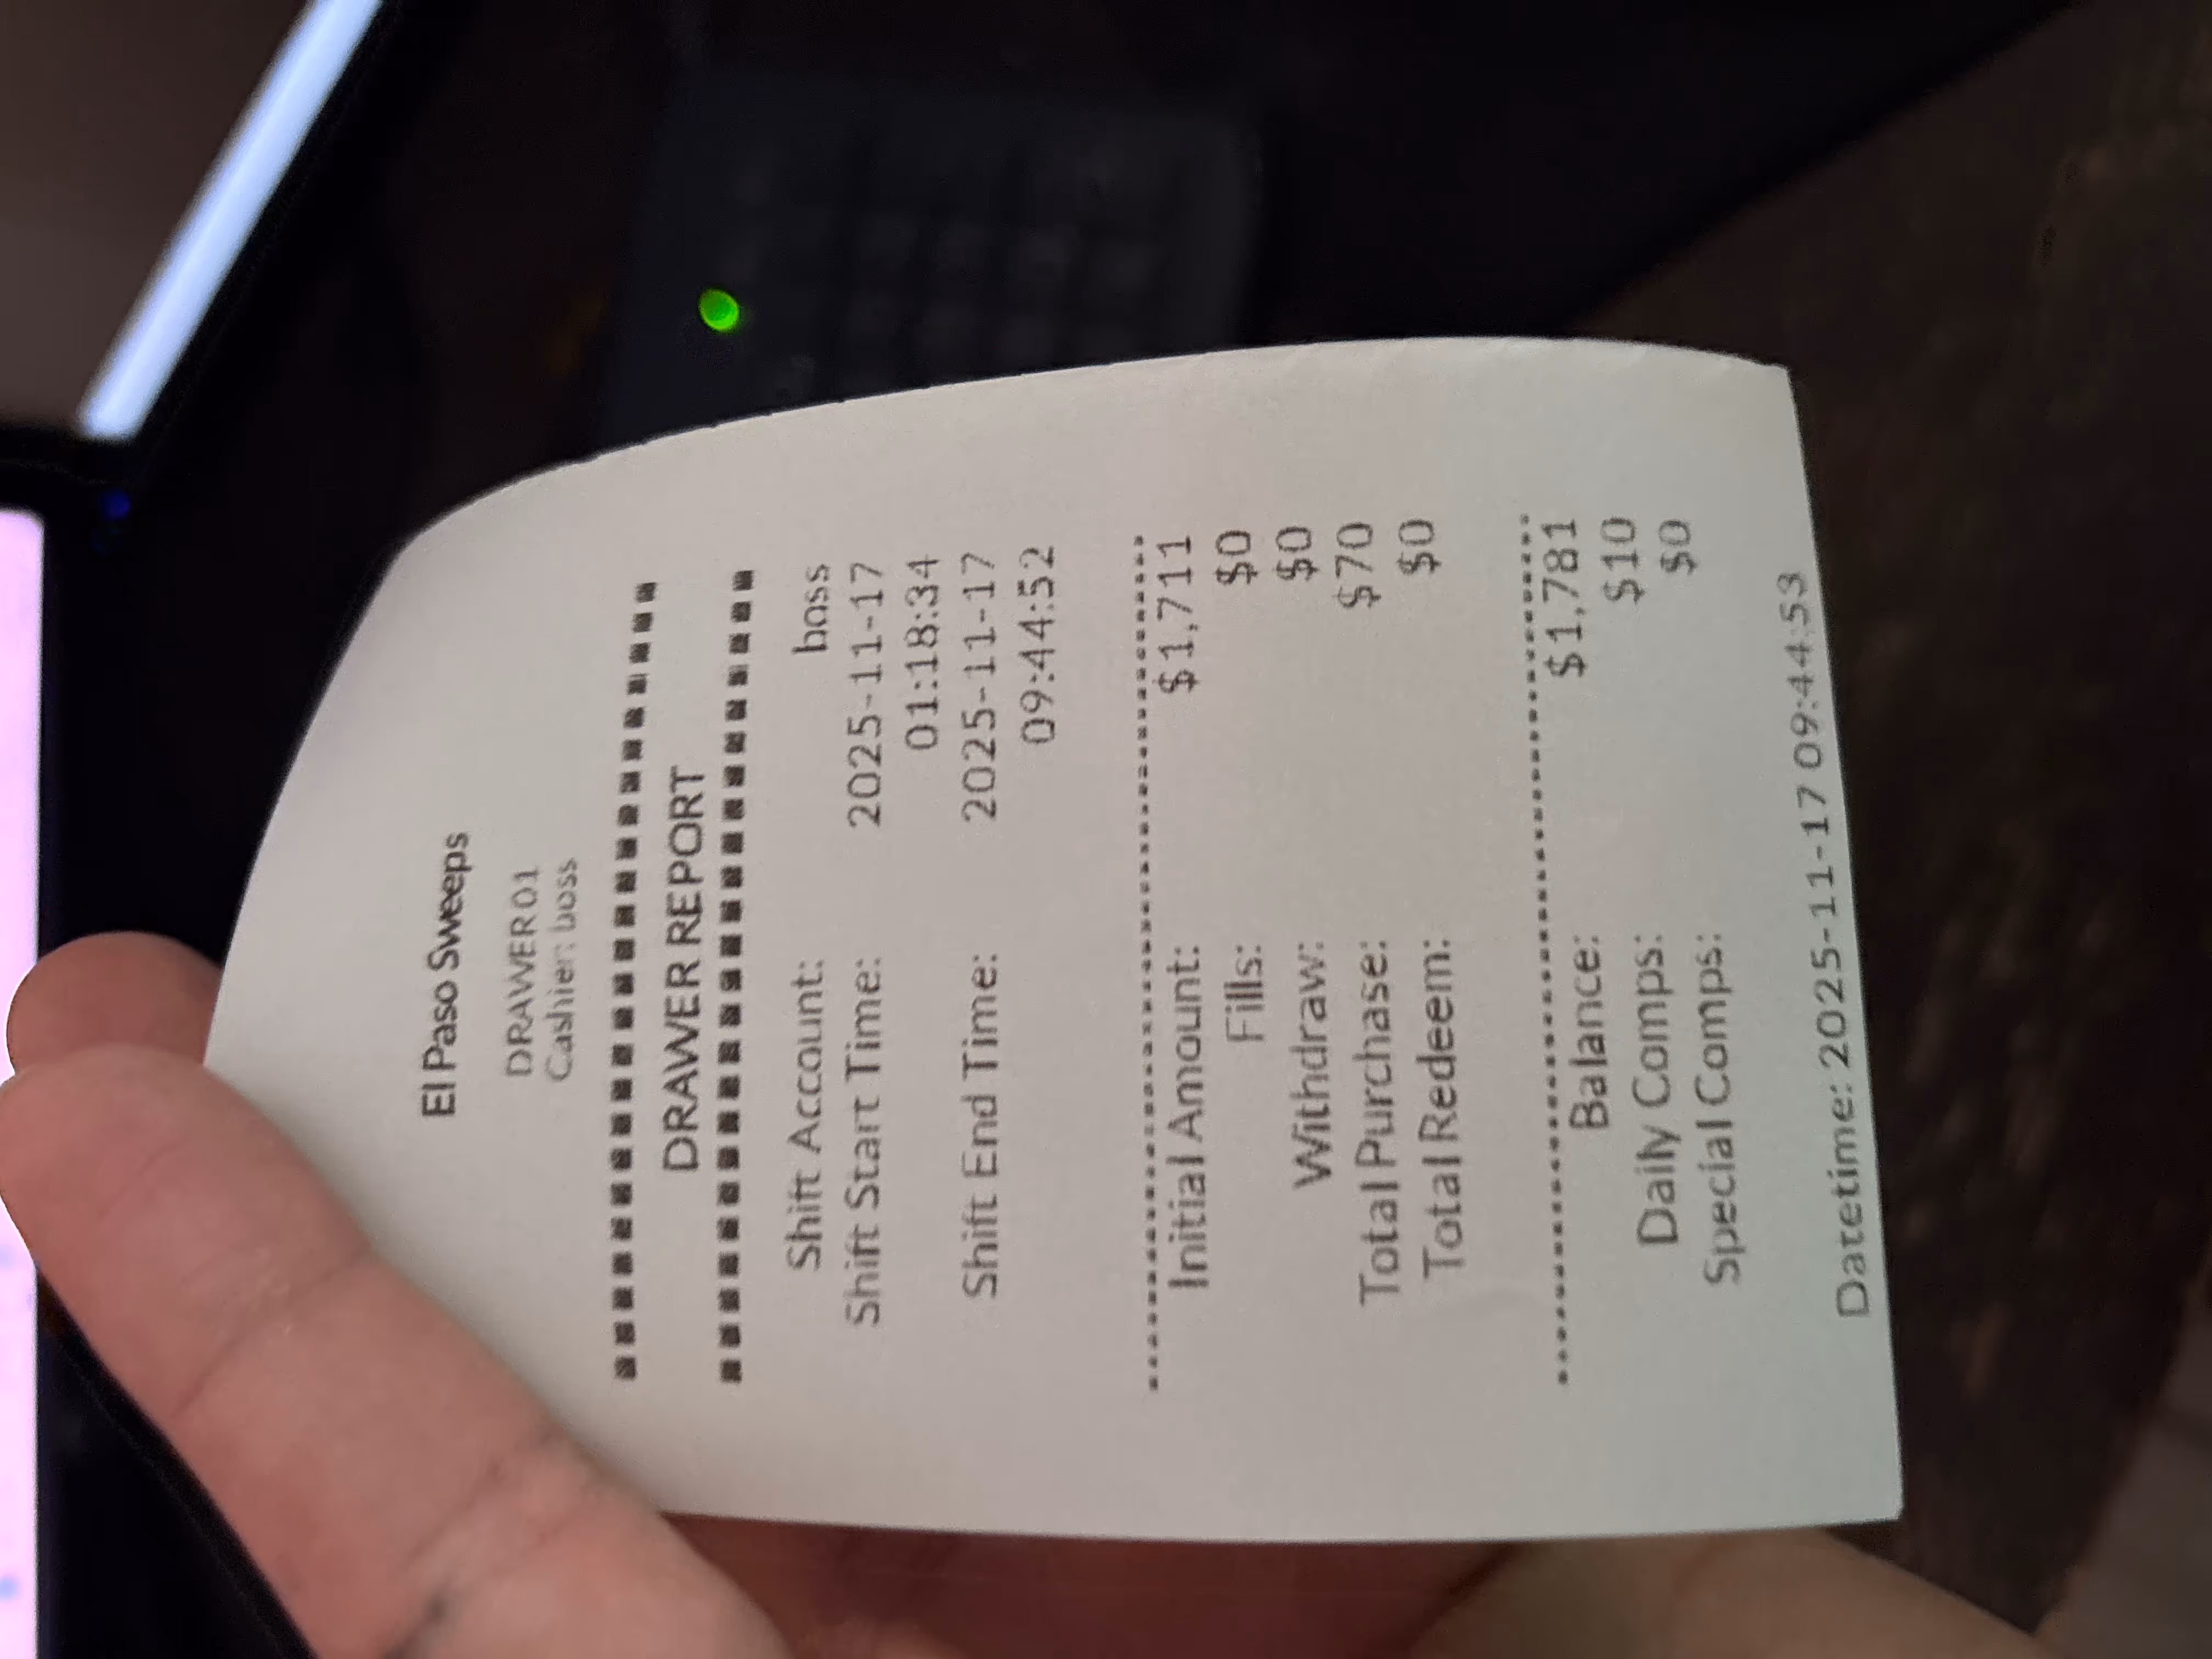 El Paso Sweeps
DRAWER01
Cashier: boss
DRAWER REPORT
Shift Account: boss
Shift Start Time: 2025-11-17
01:18:34
Shift End Time: 2025-11-17
09:44:52
Initial Amount: $1,711
Fills: $0
Withdraw: $0
Total Purchase: $70
Total Redeem: $0
Balance: $1,781
Daily Comps: $10
Special Comps: $0
Datetime: 2025-11-17 09:44:53